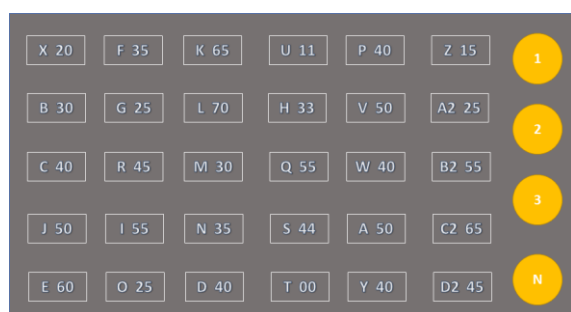 X 20 F 35 K 65 U 11 P 40 Z 15 1
B 30 G 25 L 70 H 33 V 50 A2 25 2
C 40 R 45 M 30 Q 55 W 40 B2 55 3
J 50 I 55 N 35 S 44 A 50 C2 65
E 60 O 25 D 40 T 00 Y 40 D2 45 N